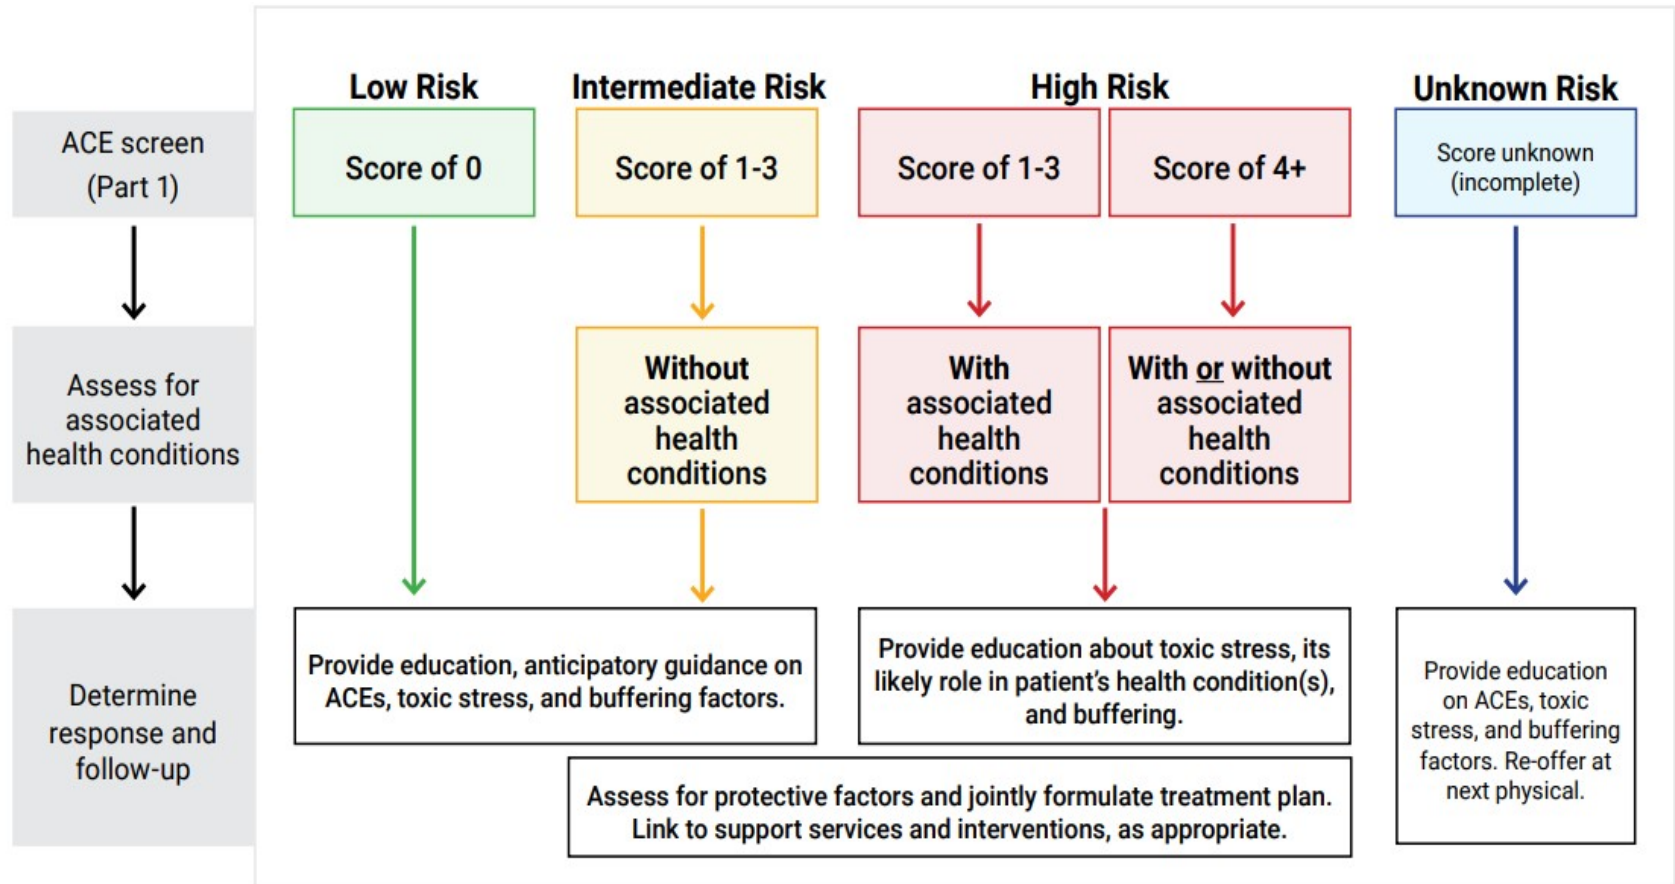 Low Risk
Intermediate Risk
High Risk
Unknown Risk
ACE screen
(Part 1)
Score of 0
Score of 1-3
Score of 1-3
Score of 4+
Score unknown
(incomplete)
Assess for
associated
health conditions
Without
associated
health
conditions
With
associated
health
conditions
With or without
associated
health
conditions
Determine
response and
follow-up
Provide education, anticipatory guidance on
ACEs, toxic stress, and buffering factors.
Provide education about toxic stress, its
likely role in patient’s health condition(s),
and buffering.
Assess for protective factors and jointly formulate treatment plan.
Link to support services and interventions, as appropriate.
Provide education
on ACEs, toxic
stress, and buffering
factors. Re-offer at
next physical.